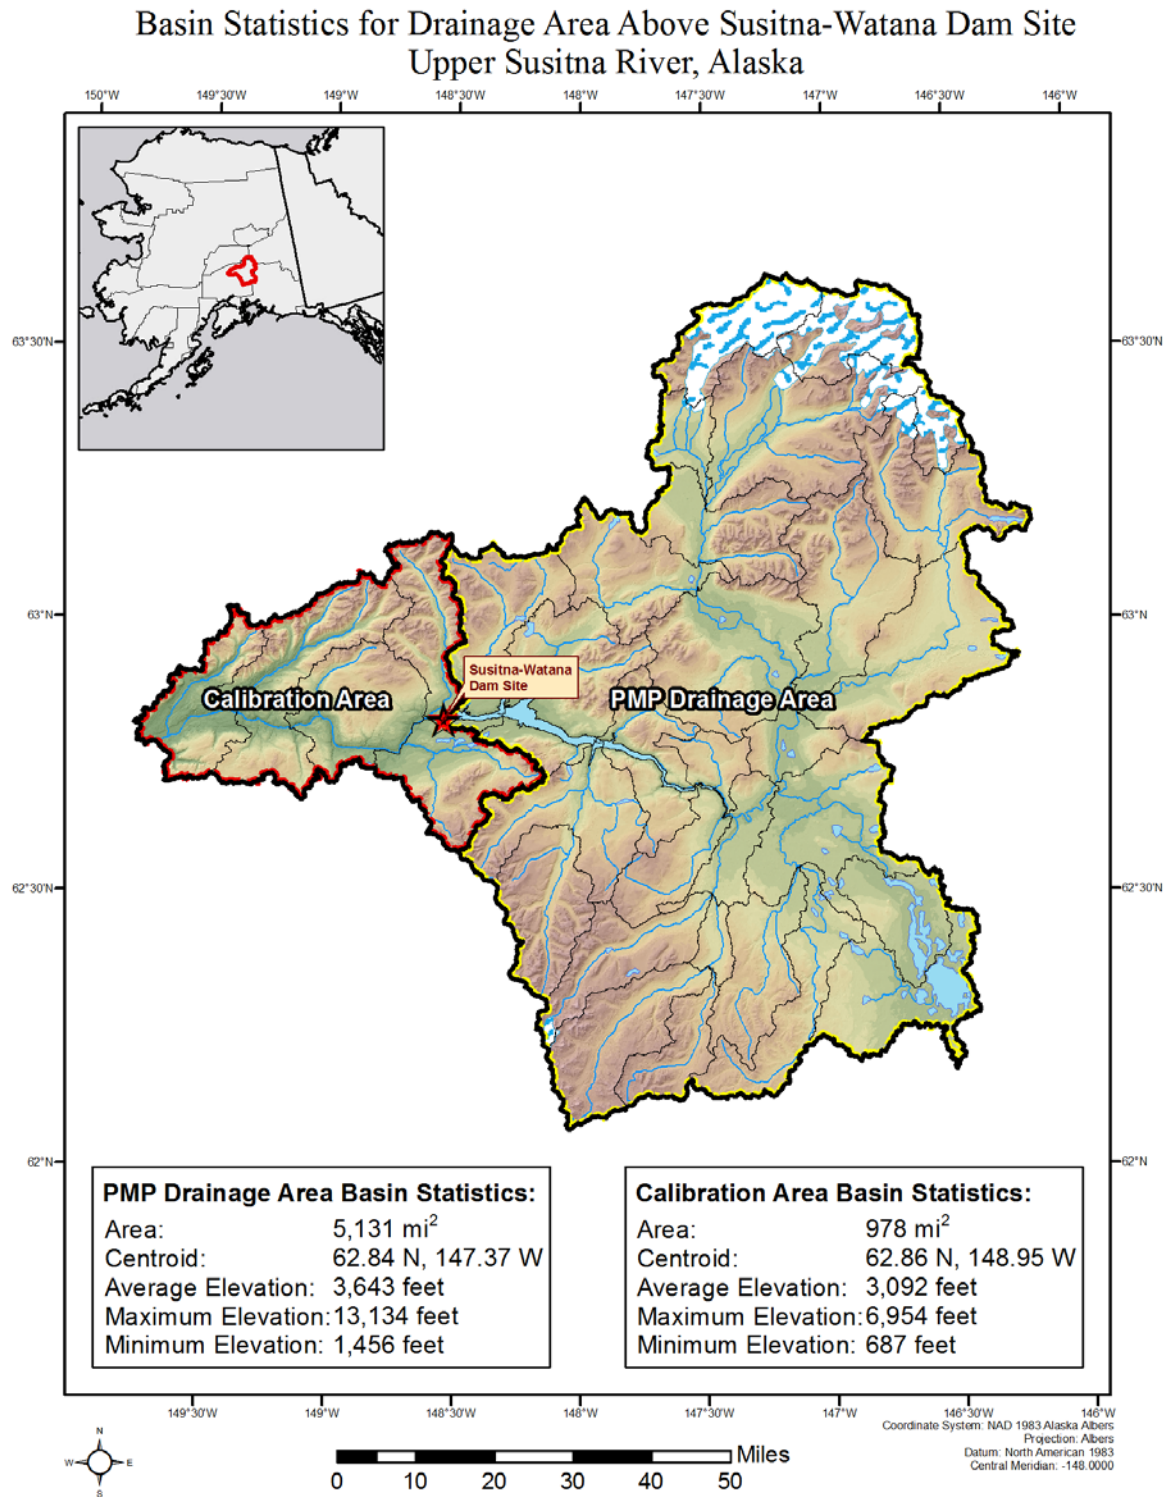 Basin Statistics for Drainage Area Above Susitna-Watana Dam Site
Upper Susitna River, Alaska
150°W 149°30'W 149°W 148°30'W 148°W 147°30'W 147°W 146°30'W 146°W
63°30'N 63°30'N
63°N 63°N
Susitna-Watana
Dam Site
Calibration Area PMP Drainage Area
62°30'N 62°30'N
62°N 62°N
PMP Drainage Area Basin Statistics:
Area: 5,131 mi²
Centroid: 62.84 N, 147.37 W
Average Elevation: 3,643 feet
Maximum Elevation: 13,134 feet
Minimum Elevation: 1,456 feet
Calibration Area Basin Statistics:
Area: 978 mi²
Centroid: 62.86 N, 148.95 W
Average Elevation: 3,092 feet
Maximum Elevation: 6,954 feet
Minimum Elevation: 687 feet
149°30'W 149°W 148°30'W 148°W 147°30'W 147°W 146°30'W 146°W
Coordinate System: NAD 1983 Alaska Albers
Projection: Albers
Datum: North American 1983
Central Meridian: -148.0000
N
W E
S
Miles
0 10 20 30 40 50